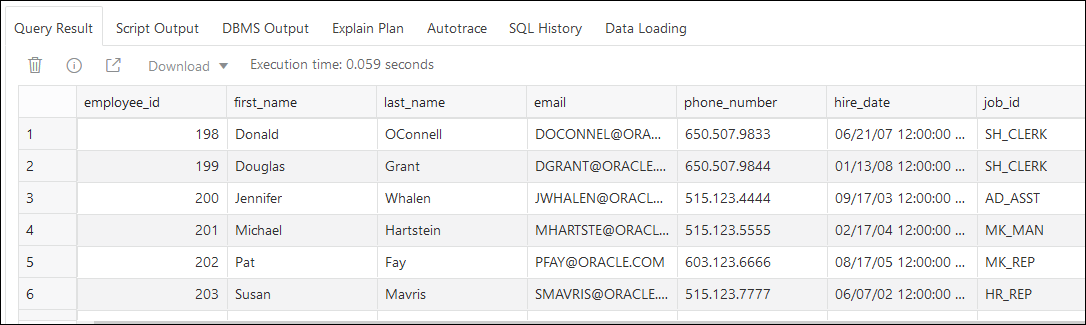 Query Result Script Output DBMS Output Explain Plan Autotrace SQL History Data Loading
Download Execution time: 0.059 seconds
employee_id first_name last_name email phone_number hire_date job_id
1 198 Donald OConnell DOCONNEL@ORA... 650.507.9833 06/21/07 12:00:00 ... SH_CLERK
2 199 Douglas Grant DGRANT@ORACLE.... 650.507.9844 01/13/08 12:00:00 ... SH_CLERK
3 200 Jennifer Whalen JWHALEN@ORACL... 515.123.4444 09/17/03 12:00:00 ... AD_ASST
4 201 Michael Hartstein MHARTSTE@ORACL... 515.123.5555 02/17/04 12:00:00 ... MK_MAN
5 202 Pat Fay PFAY@ORACLE.COM 603.123.6666 08/17/05 12:00:00 ... MK_REP
6 203 Susan Mavris SMAVRIS@ORACLE.... 515.123.7777 06/07/02 12:00:00 ... HR_REP